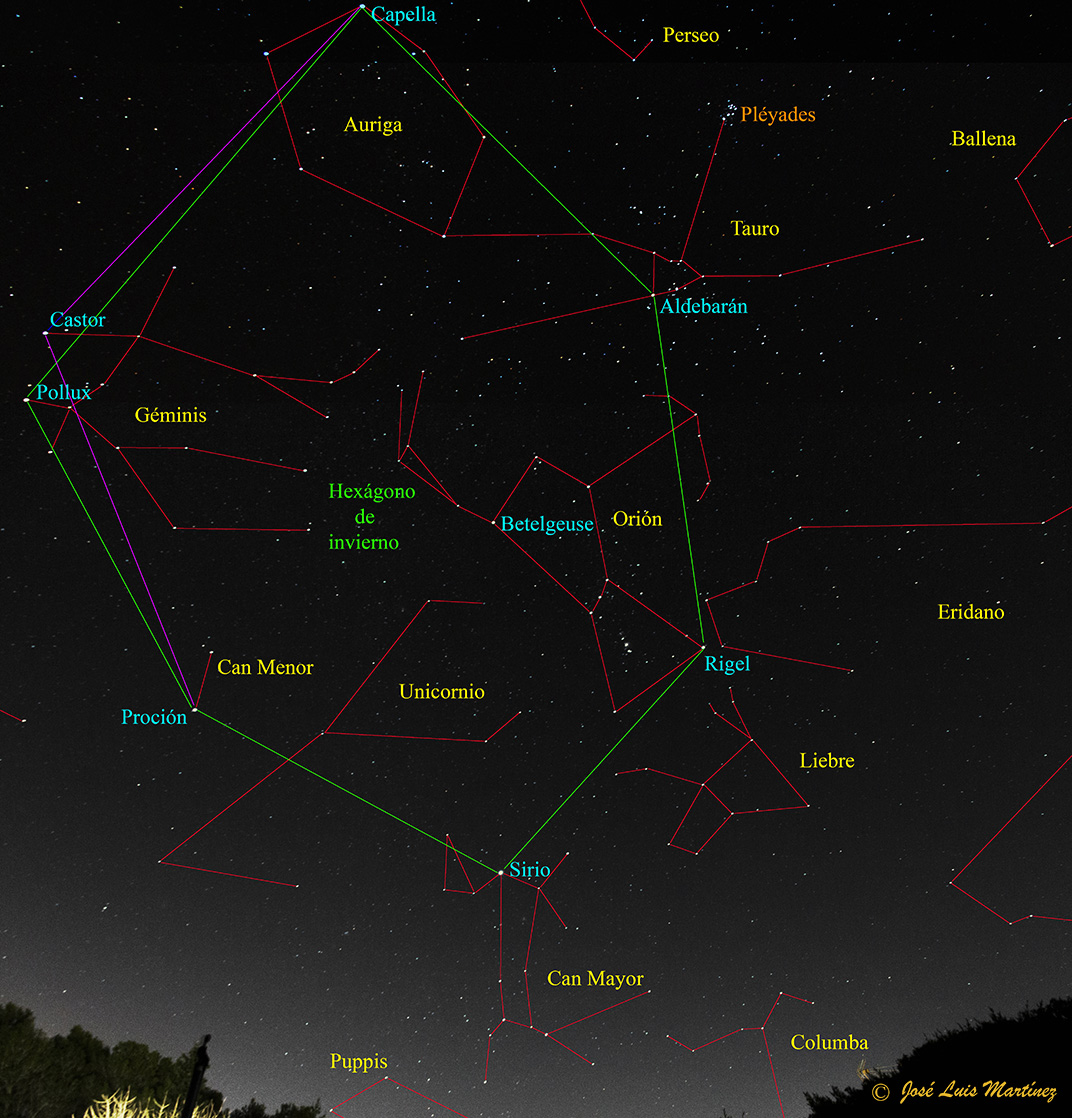 Capella
Perseo
Pléyades
Auriga
Ballena
Tauro
Aldebarán
Castor
Pollux
Géminis
Hexágono
de
invierno
Betelgeuse
Orión
Eridano
Can Menor
Rigel
Unicornio
Proción
Liebre
Sirio
Can Mayor
Columba
Puppis
© José Luis Martínez